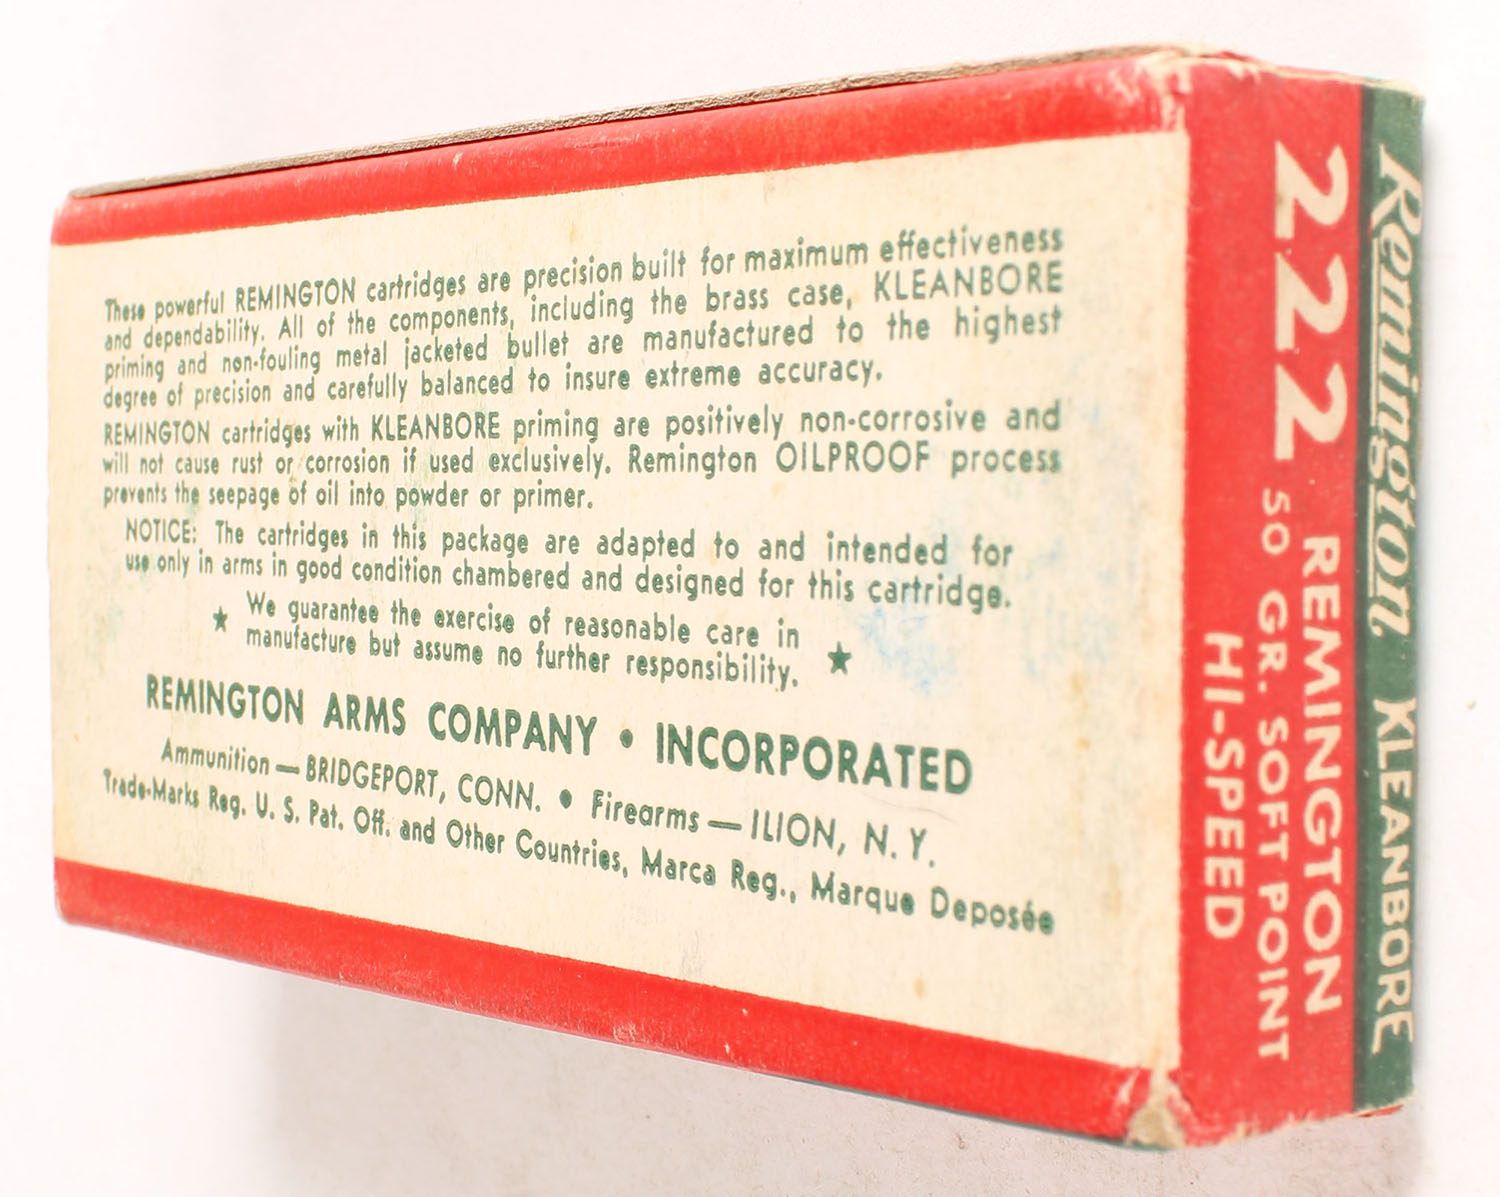 These powerful REMINGTON cartridges are precision built for maximum effectiveness
and dependability. All of the components, including the brass case, KLEANBORE
priming and non-fouling metal jacketed bullet are manufactured to the highest
degree of precision and carefully balanced to insure extreme accuracy.
REMINGTON cartridges with KLEANBORE priming are positively non-corrosive and
will not cause rust or corrosion if used exclusively. Remington OILPROOF process
prevents the seepage of oil into powder or primer.
NOTICE: The cartridges in this package are adapted to and intended for
use only in arms in good condition chambered and designed for this cartridge.
★ We guarantee the exercise of reasonable care in
manufacture but assume no further responsibility. ★
REMINGTON ARMS COMPANY • INCORPORATED
Ammunition — BRIDGEPORT, CONN. • Firearms — ILION, N. Y.
Trade-Marks Reg. U. S. Pat. Off. and Other Countries, Marca Reg., Marque Deposée
Remington KLEANBORE
222 REMINGTON
50 GR. SOFT POINT
HI-SPEED